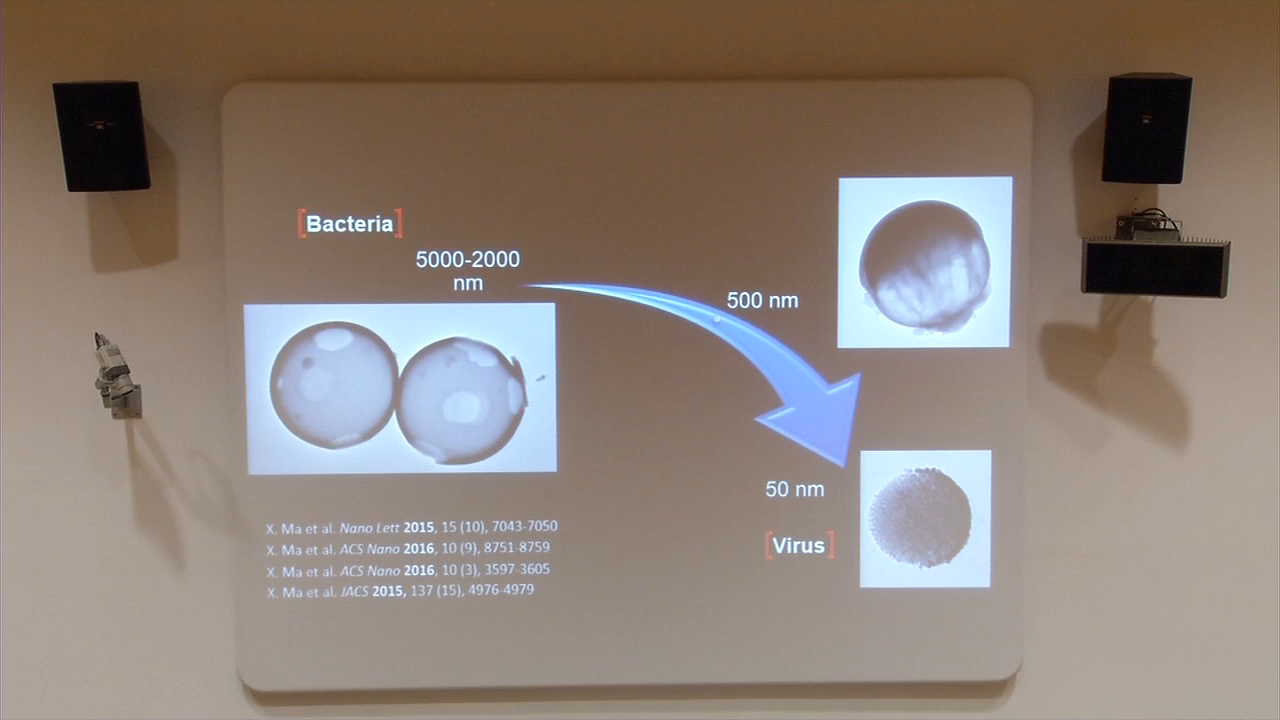 [Bacteria]
5000-2000
nm
500 nm
50 nm
[Virus]
X. Ma et al. Nano Lett 2015, 15 (10), 7043-7050
X. Ma et al. ACS Nano 2016, 10 (9), 8751-8759
X. Ma et al. ACS Nano 2016, 10 (3), 3597-3605
X. Ma et al. JACS 2015, 137 (15), 4976-4979